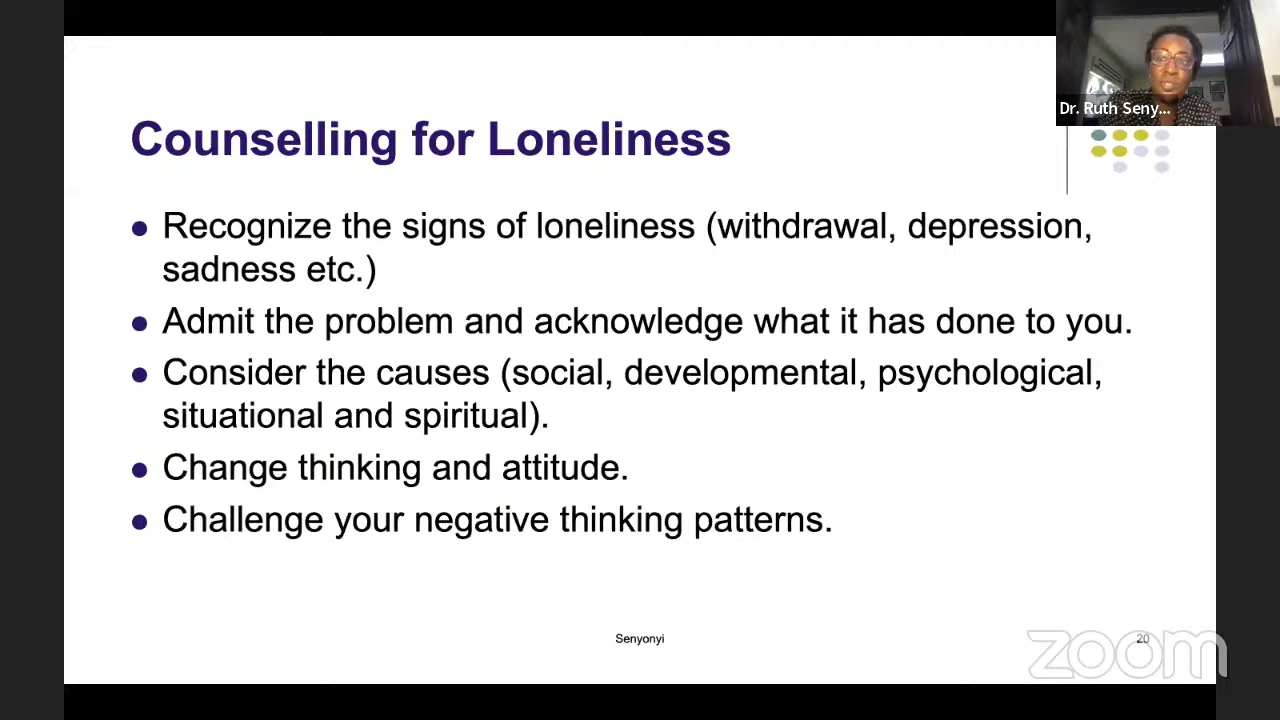 Dr. Ruth Seny...
Counselling for Loneliness
● Recognize the signs of loneliness (withdrawal, depression,
sadness etc.)
● Admit the problem and acknowledge what it has done to you.
● Consider the causes (social, developmental, psychological,
situational and spiritual).
● Change thinking and attitude.
● Challenge your negative thinking patterns.
Senyonyi
20
zoom